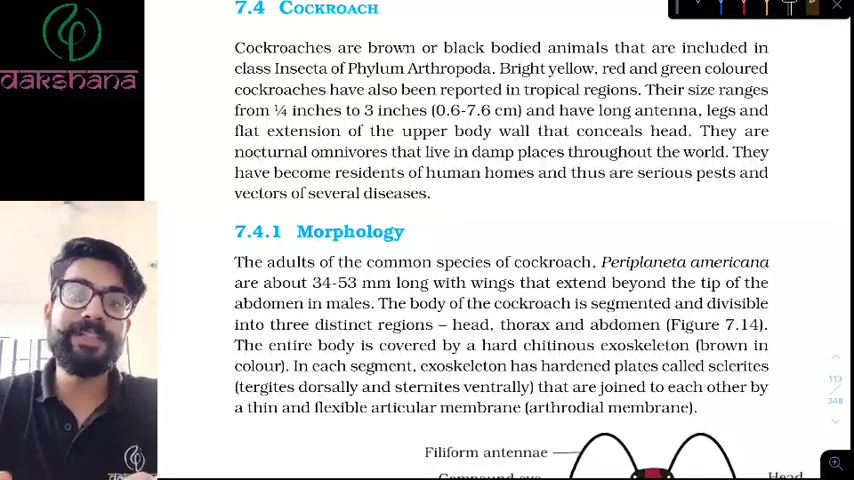 dakshana
7.4 COCKROACH
Cockroaches are brown or black bodied animals that are included in
class Insecta of Phylum Arthropoda. Bright yellow, red and green coloured
cockroaches have also been reported in tropical regions. Their size ranges
from ¼ inches to 3 inches (0.6-7.6 cm) and have long antenna, legs and
flat extension of the upper body wall that conceals head. They are
nocturnal omnivores that live in damp places throughout the world. They
have become residents of human homes and thus are serious pests and
vectors of several diseases.
7.4.1 Morphology
The adults of the common species of cockroach, Periplaneta americana
are about 34-53 mm long with wings that extend beyond the tip of the
abdomen in males. The body of the cockroach is segmented and divisible
into three distinct regions – head, thorax and abdomen (Figure 7.14).
The entire body is covered by a hard chitinous exoskeleton (brown in
colour). In each segment, exoskeleton has hardened plates called sclerites
(tergites dorsally and sternites ventrally) that are joined to each other by
a thin and flexible articular membrane (arthrodial membrane).
Filiform antennae
Compound eye
Head
113
348
dakshana